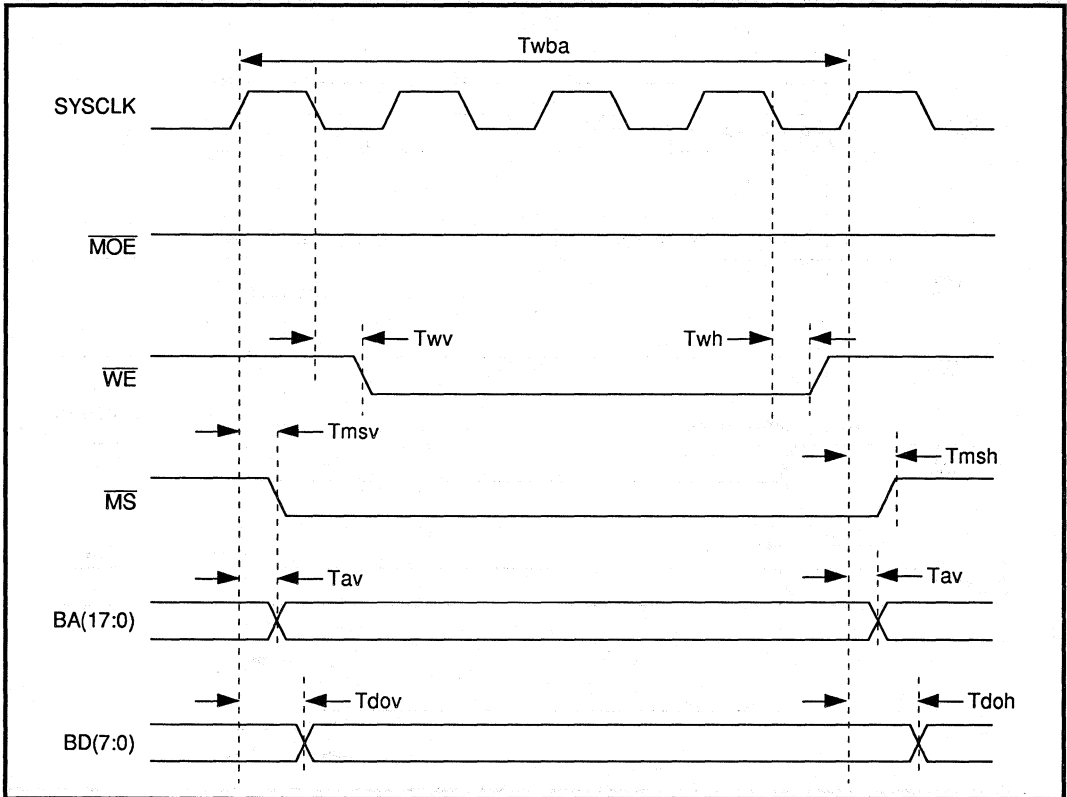 Twba
SYSCLK
MOE
Twv
Twh
WE
Tmsv
Tmsh
MS
Tav
Tav
BA(17:0)
Tdov
Tdoh
BD(7:0)